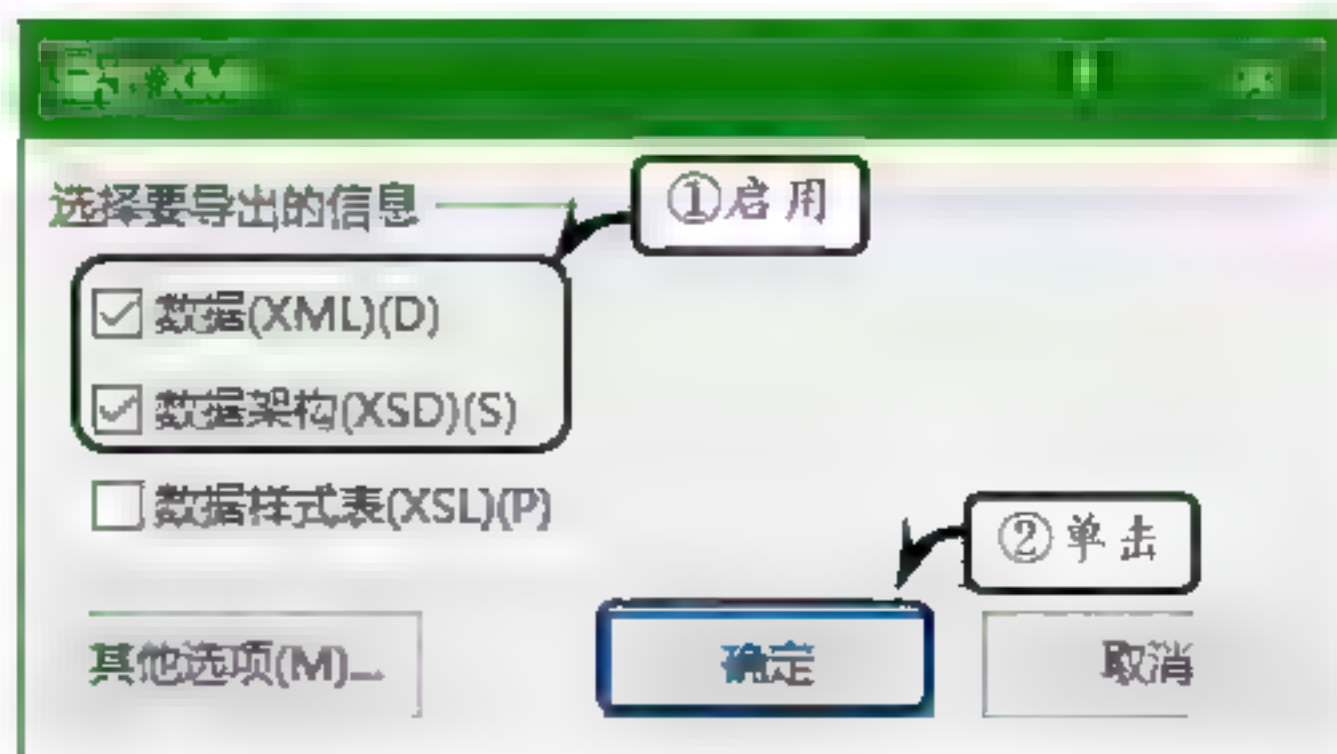 选择要导出的信息
①启用
数据(XML)(D)
数据架构(XSD)(S)
数据样式表(XSL)(P)
②单击
其他选项(M)...
确定
取消